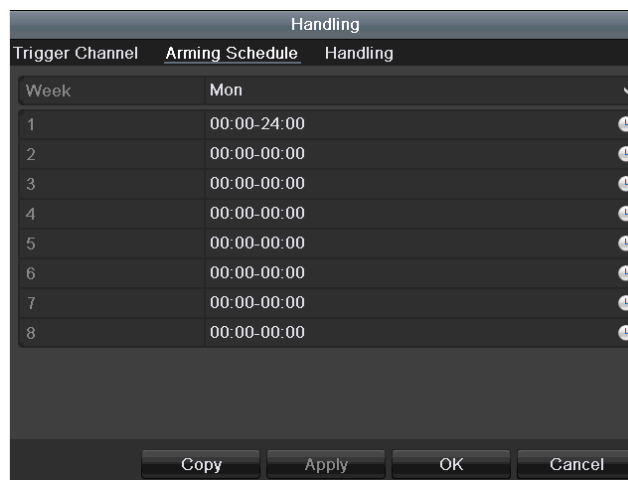 Handling
Trigger Channel Arming Schedule Handling
Week Mon
1 00:00-24:00
2 00:00-00:00
3 00:00-00:00
4 00:00-00:00
5 00:00-00:00
6 00:00-00:00
7 00:00-00:00
8 00:00-00:00
Copy Apply OK Cancel